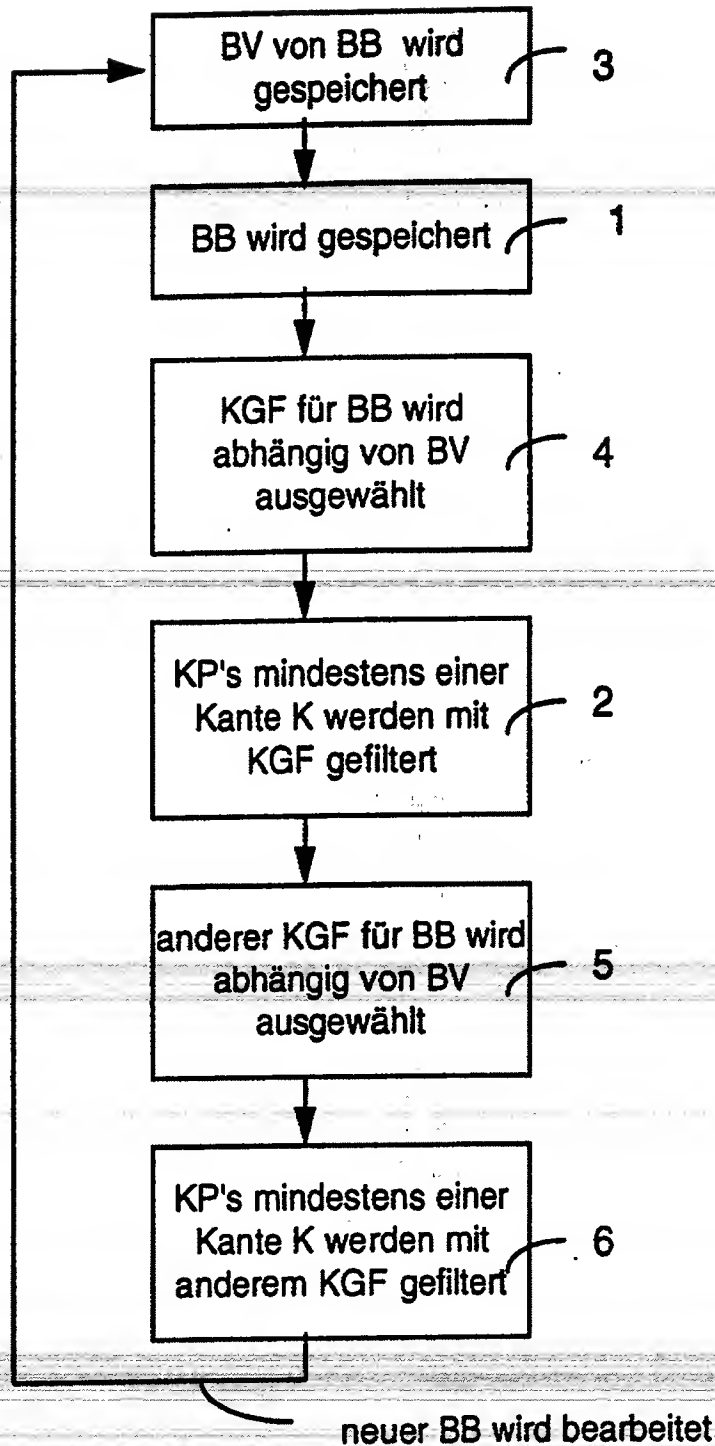 BV von BB wird
gespeichert
3
BB wird gespeichert
1
KGF für BB wird
abhängig von BV
ausgewählt
4
KP's mindestens einer
Kante K werden mit
KGF gefiltert
2
anderer KGF für BB wird
abhängig von BV
ausgewählt
5
KP's mindestens einer
Kante K werden mit
anderem KGF gefiltert
6
neuer BB wird bearbeitet